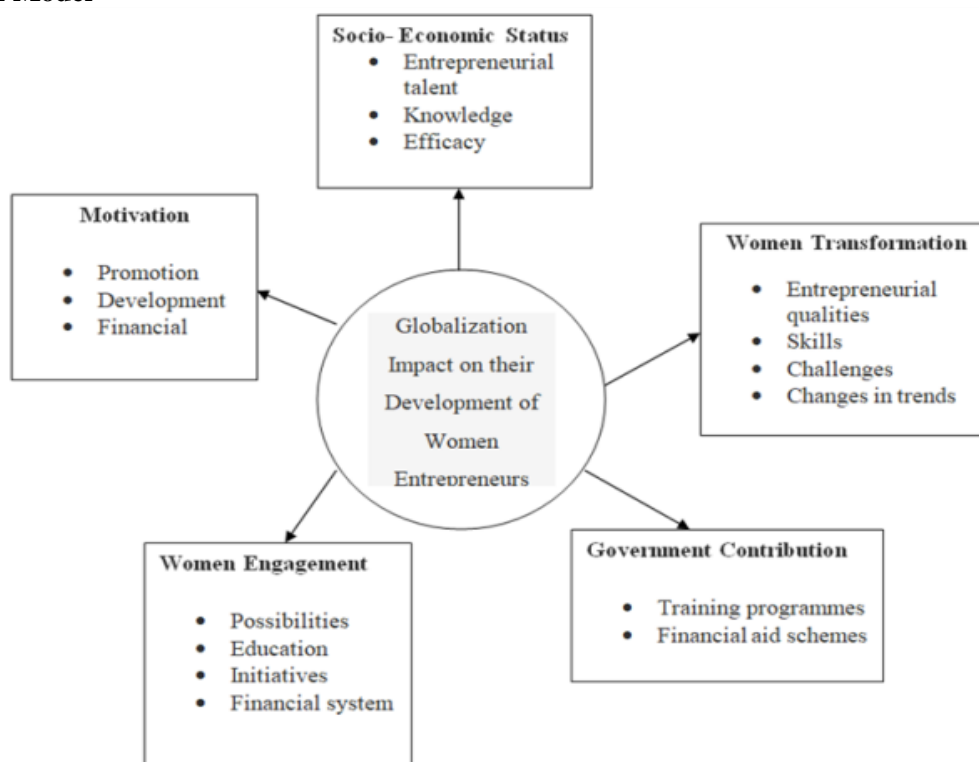 Socio- Economic Status
• Entrepreneurial
talent
• Knowledge
• Efficacy
Motivation
• Promotion
• Development
• Financial
Women Transformation
• Entrepreneurial
qualities
• Skills
• Challenges
• Changes in trends
Globalization
Impact on their
Development of
Women
Entrepreneurs
Women Engagement
• Possibilities
• Education
• Initiatives
• Financial system
Government Contribution
• Training programmes
• Financial aid schemes